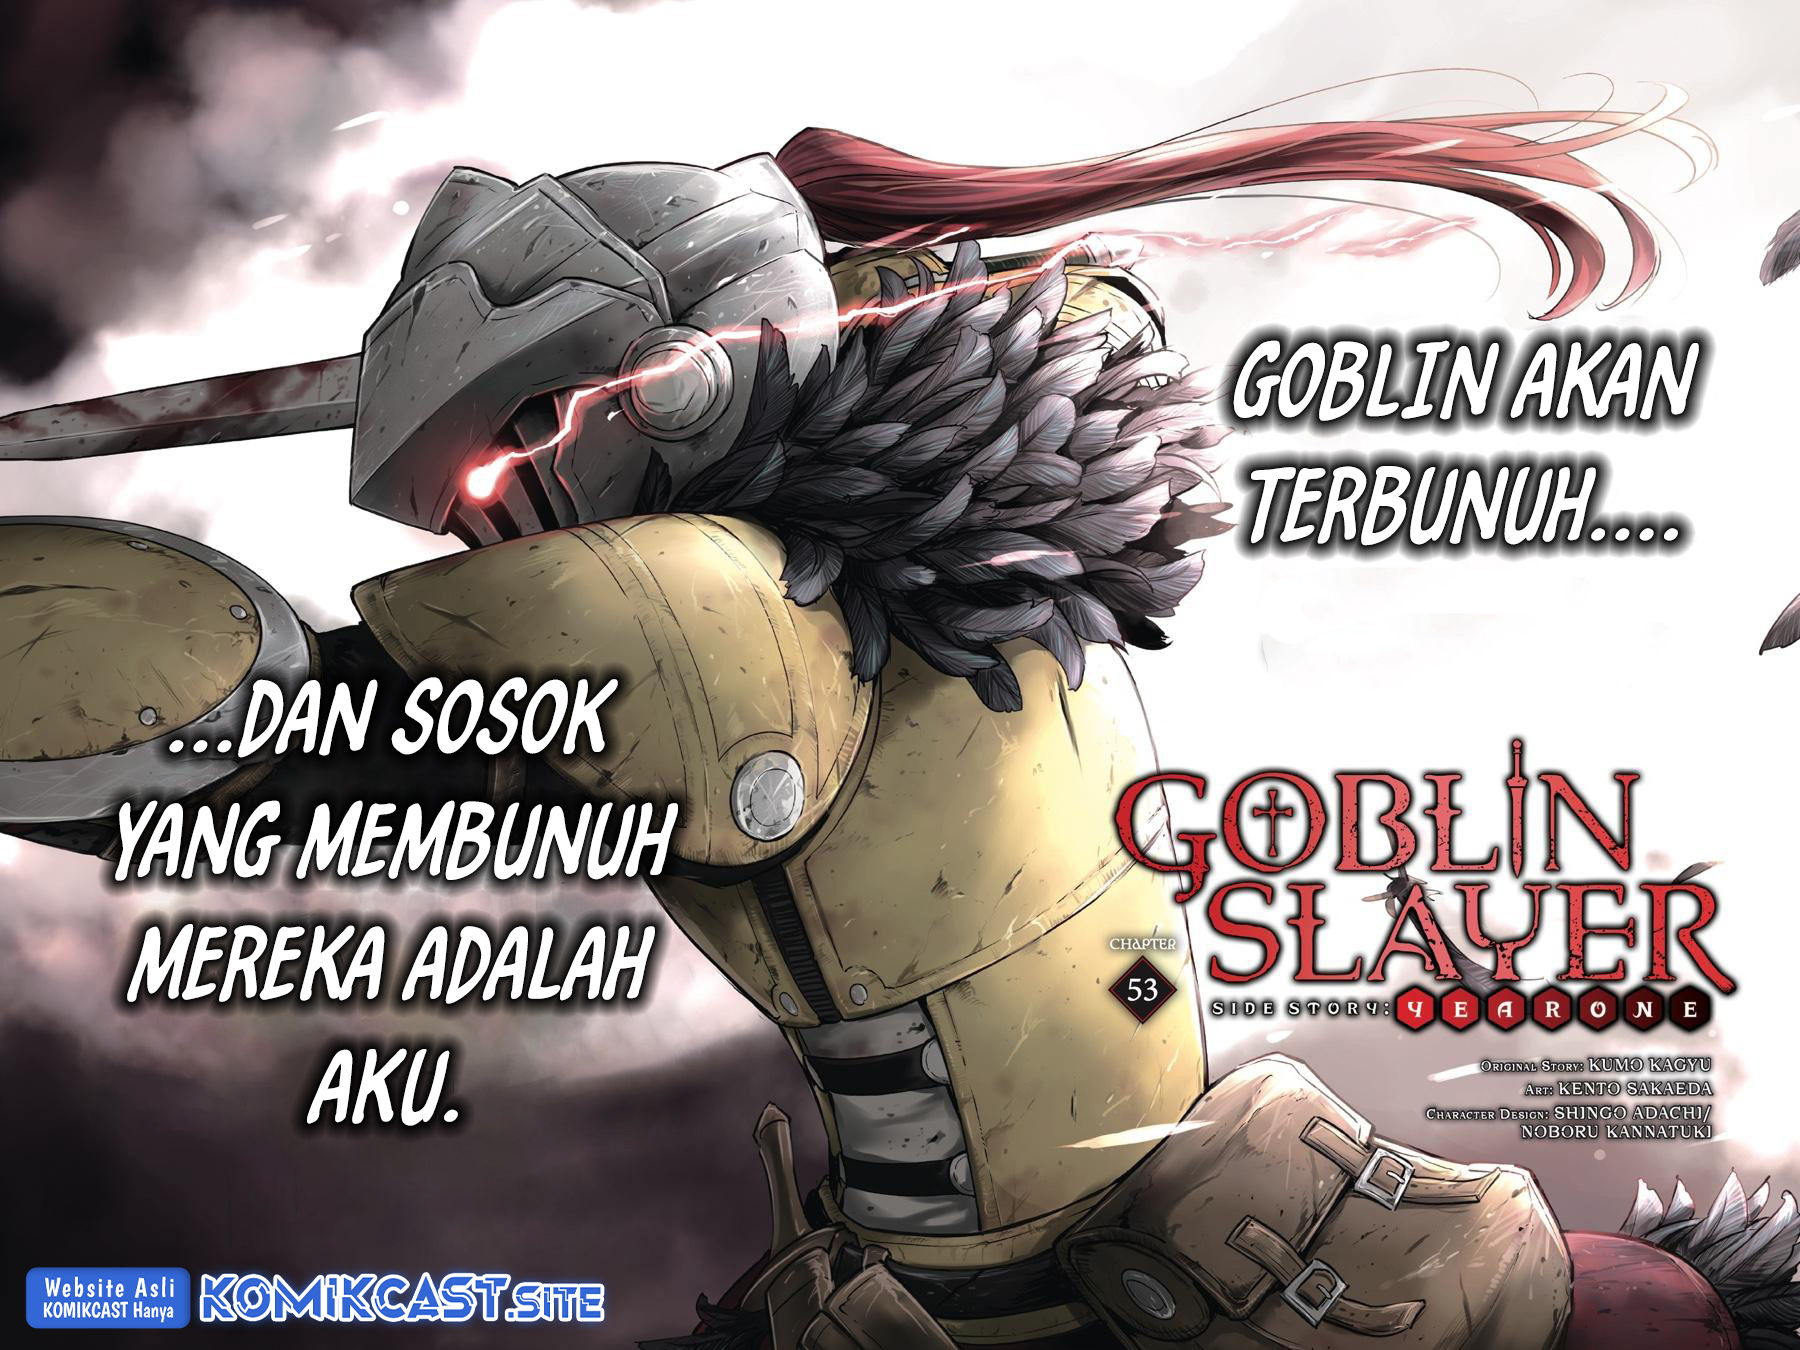 GOBLIN AKAN
TERBUNUH....
...DAN SOSOK
YANG MEMBUNUH
MEREKA ADALAH
AKU.
GOBLIN
SLAYER
CHAPTER
53
SIDE STORY: YEAR ONE
ORIGINAL STORY: KUMO KAGYU
ART: KENTO SAKAEDA
CHARACTER DESIGN: SHINGO ADACHI/
NOBORU KANNATUKI
Website Asli
KOMIKCAST Hanya
KOMIKCAST.SITE